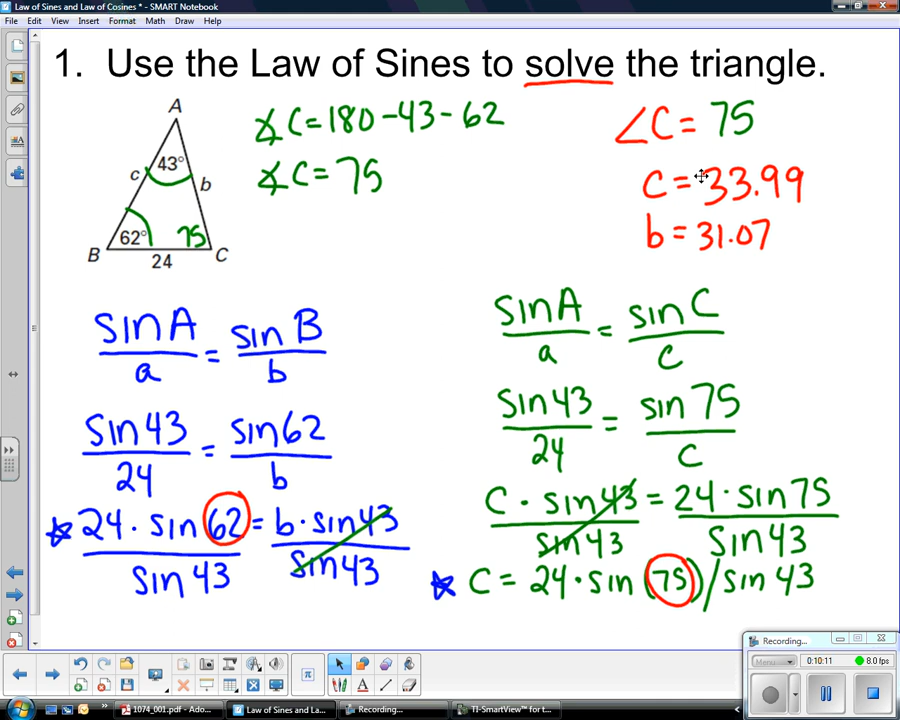 Law of Sines and Law of Cosines * - SMART Notebook
File Edit View Insert Format Math Draw Help
1. Use the Law of Sines to solve the triangle.
A
43°
c
b
62°
75
B
24
C
∡C = 180 - 43 - 62
∡C = 75
∠C = 75
C = 33.99
b = 31.07
sin A / a = sin B / b
sin 43 / 24 = sin 62 / b
☆ 24 · sin 62 / sin 43 = b · sin 43 / sin 43
sin A / a = sin C / c
sin 43 / 24 = sin 75 / c
C · sin 43 / sin 43 = 24 · sin 75 / sin 43
☆ C = 24 · sin (75) / sin 43
Recording...
Menu
0:10:11
8.0 fps
1074_001.pdf - Ado...
Law of Sines and La...
Recording...
TI-SmartView™ for t...